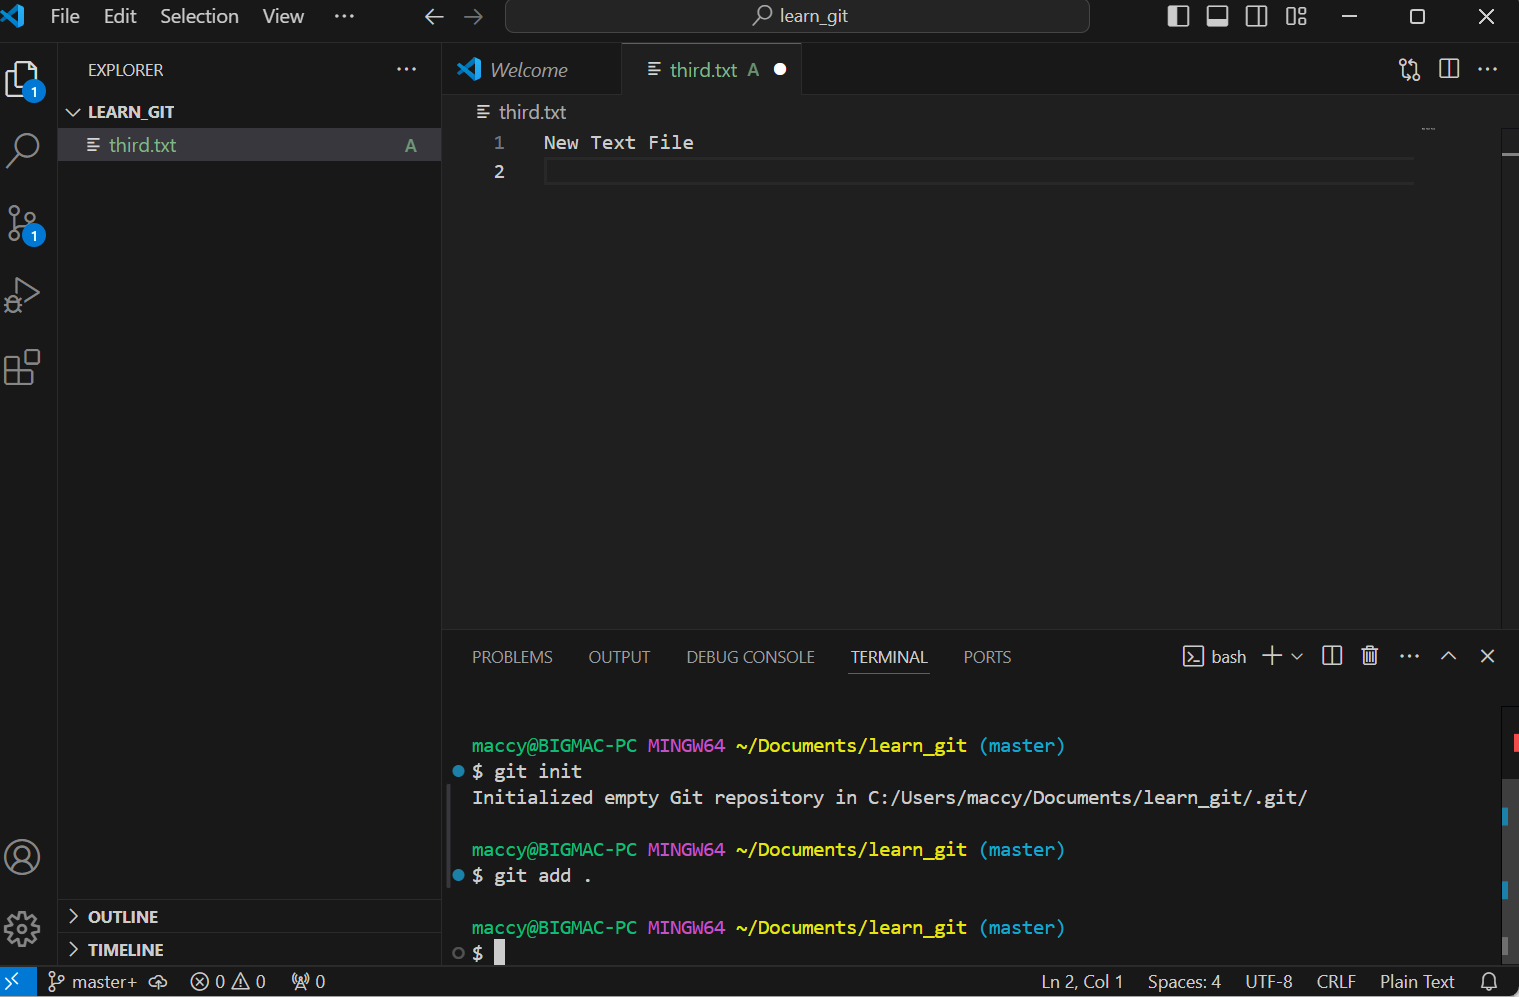 File Edit Selection View ··· learn_git
EXPLORER ···
Welcome third.txt A
1
LEARN_GIT
third.txt A
third.txt
1 New Text File
2
1
PROBLEMS OUTPUT DEBUG CONSOLE TERMINAL PORTS bash
maccy@BIGMAC-PC MINGW64 ~/Documents/learn_git (master)
$ git init
Initialized empty Git repository in C:/Users/maccy/Documents/learn_git/.git/
maccy@BIGMAC-PC MINGW64 ~/Documents/learn_git (master)
$ git add .
maccy@BIGMAC-PC MINGW64 ~/Documents/learn_git (master)
$
OUTLINE
TIMELINE
master+ 0 0 0 Ln 2, Col 1 Spaces: 4 UTF-8 CRLF Plain Text